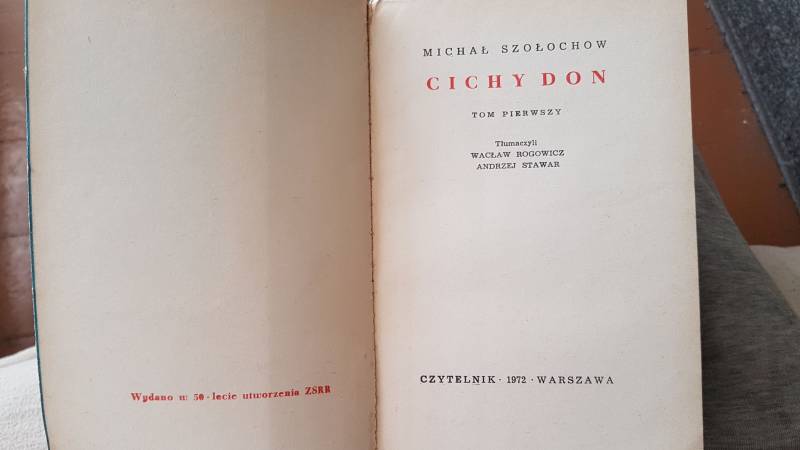 Wydano w 50-lecie utworzenia ZSRR
MICHAŁ SZOŁOCHOW
CICHY DON
TOM PIERWSZY
Tłumaczyli
WACŁAW ROGOWICZ
ANDRZEJ STAWAR
CZYTELNIK · 1972 · WARSZAWA